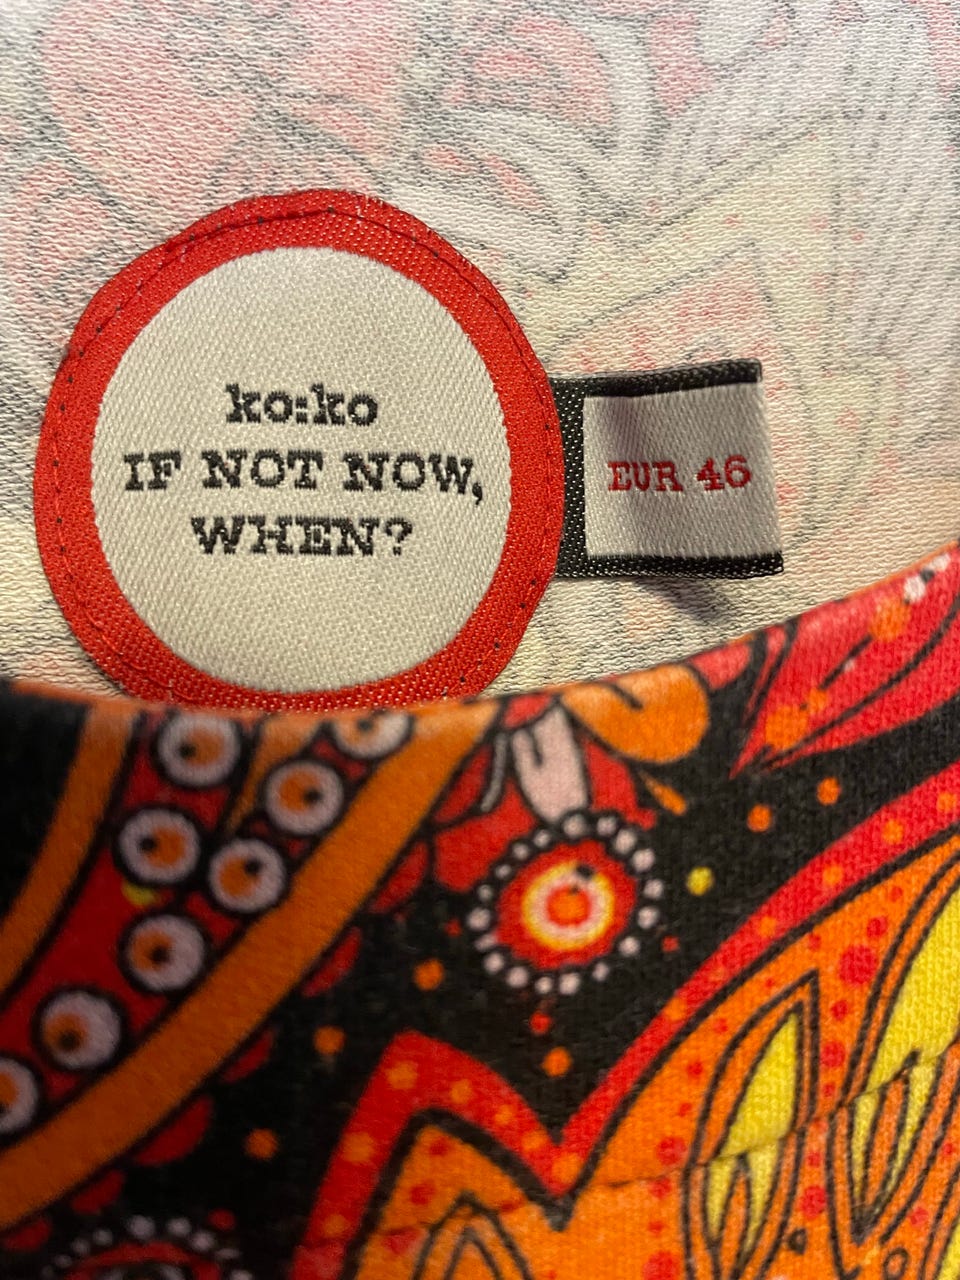 ko:ko
IF NOT NOW,
WHEN?
EUR 46